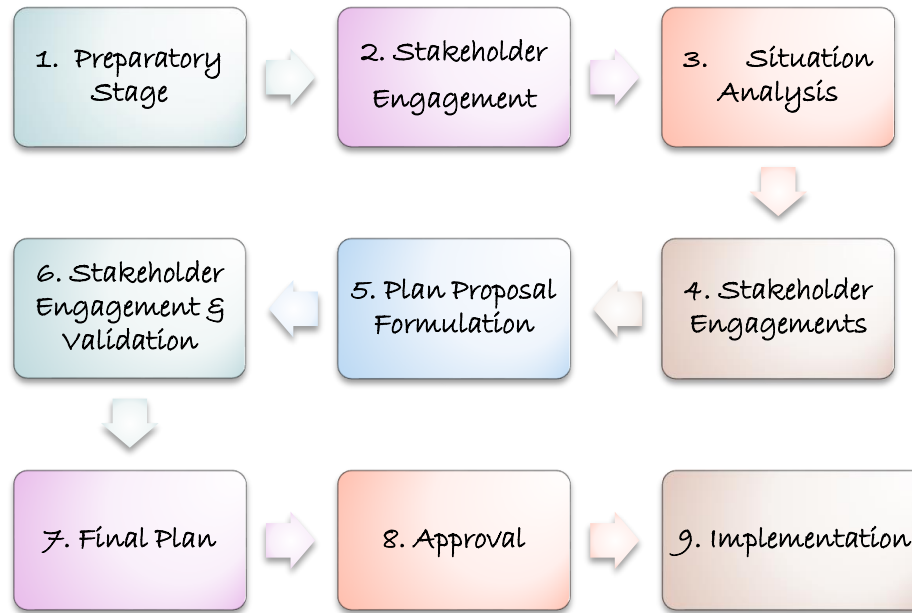 1. Preparatory
Stage
2. Stakeholder
Engagement
3. Situation
Analysis
4. Stakeholder
Engagements
5. Plan Proposal
Formulation
6. Stakeholder
Engagement &
Validation
7. Final Plan
8. Approval
9. Implementation